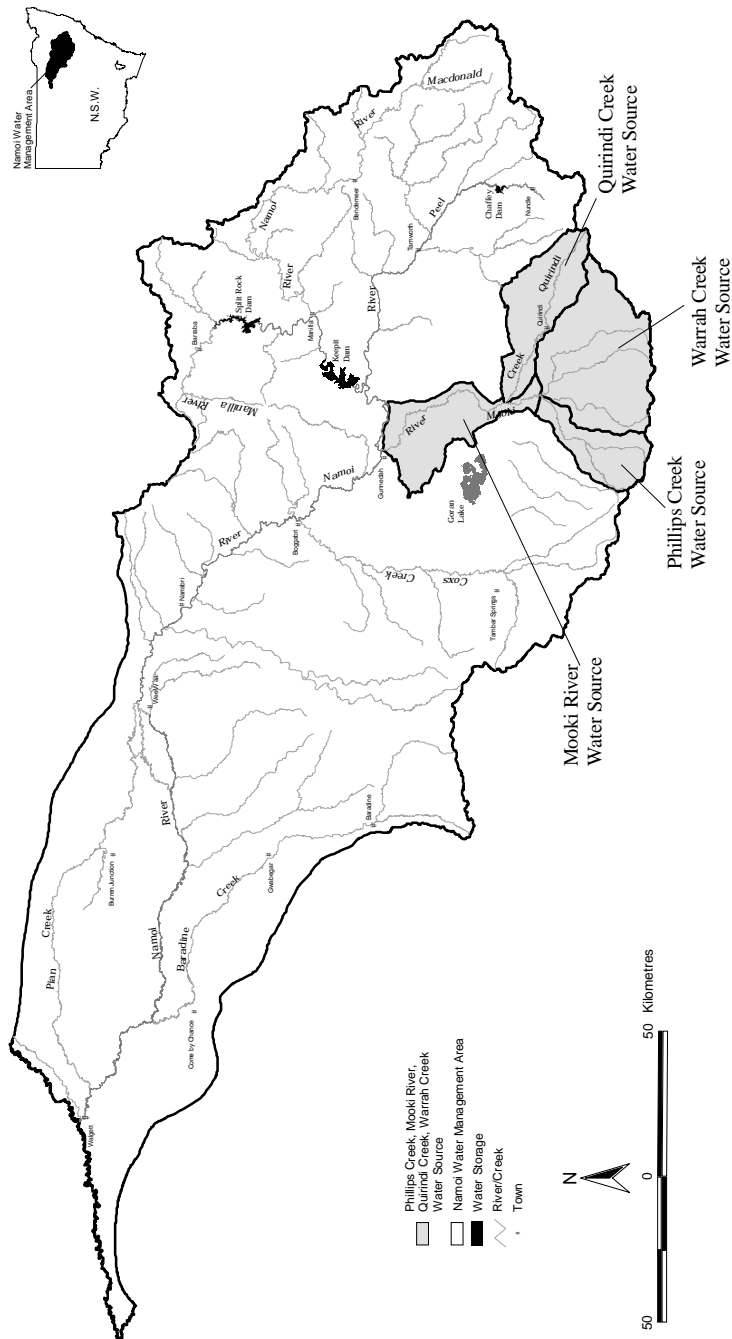 Namoi Water
Management Area
N.S.W.
Pian
Creek
Walgett
Burren Junction
Come by Chance
Namoi
River
Baradine
Creek
Gwabegar
Baradine
Wee Waa
Narrabri
River
Boggabri
Namoi
Gunnedah
Manilla River
Barraba
Split Rock
Dam
Manilla
Keepit
Dam
River
Namoi
River
Bendemeer
River
Macdonald
Tamworth
Peel
Chaffey
Dam
Nundle
Coxs
Creek
Tambar Springs
Goran
Lake
River
Mooki
Creek
Quirindi
Quirindi
Quirindi Creek
Water Source
Warrah Creek
Water Source
Phillips Creek
Water Source
Mooki River
Water Source
Phillips Creek, Mooki River,
Quirindi Creek, Warrah Creek
Water Source
Namoi Water Management Area
Water Storage
River/Creek
Town
N
50
0
50 Kilometres